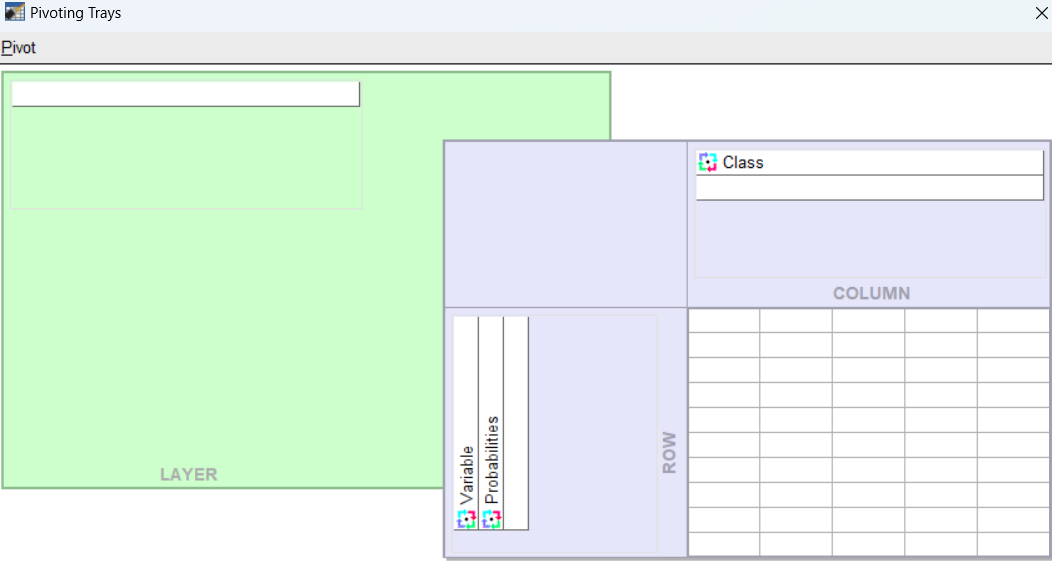 Pivoting Trays
Pivot
Class
COLUMN
Variable
Probabilities
ROW
LAYER